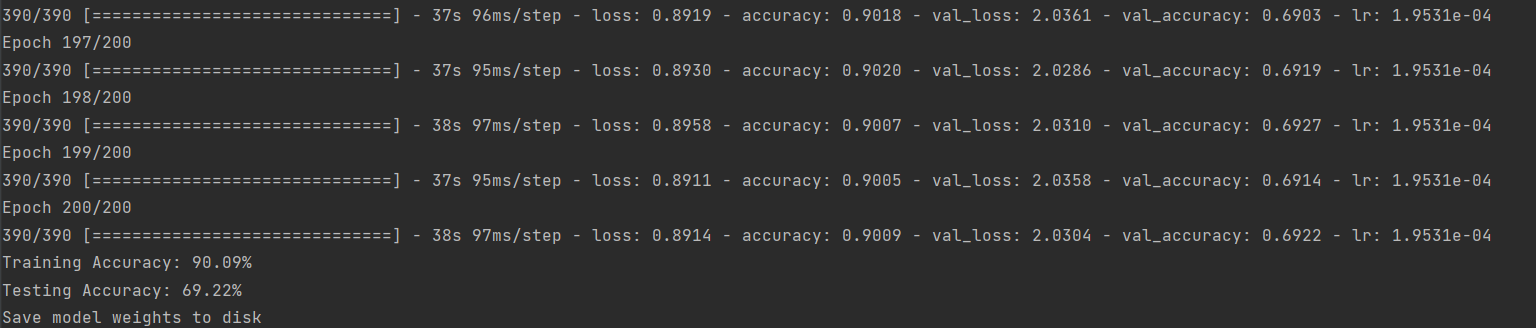 390/390 [==============================] - 37s 96ms/step - loss: 0.8919 - accuracy: 0.9018 - val_loss: 2.0361 - val_accuracy: 0.6903 - lr: 1.9531e-04
Epoch 197/200
390/390 [==============================] - 37s 95ms/step - loss: 0.8930 - accuracy: 0.9020 - val_loss: 2.0286 - val_accuracy: 0.6919 - lr: 1.9531e-04
Epoch 198/200
390/390 [==============================] - 38s 97ms/step - loss: 0.8958 - accuracy: 0.9007 - val_loss: 2.0310 - val_accuracy: 0.6927 - lr: 1.9531e-04
Epoch 199/200
390/390 [==============================] - 37s 95ms/step - loss: 0.8911 - accuracy: 0.9005 - val_loss: 2.0358 - val_accuracy: 0.6914 - lr: 1.9531e-04
Epoch 200/200
390/390 [==============================] - 38s 97ms/step - loss: 0.8914 - accuracy: 0.9009 - val_loss: 2.0304 - val_accuracy: 0.6922 - lr: 1.9531e-04
Training Accuracy: 90.09%
Testing Accuracy: 69.22%
Save model weights to disk